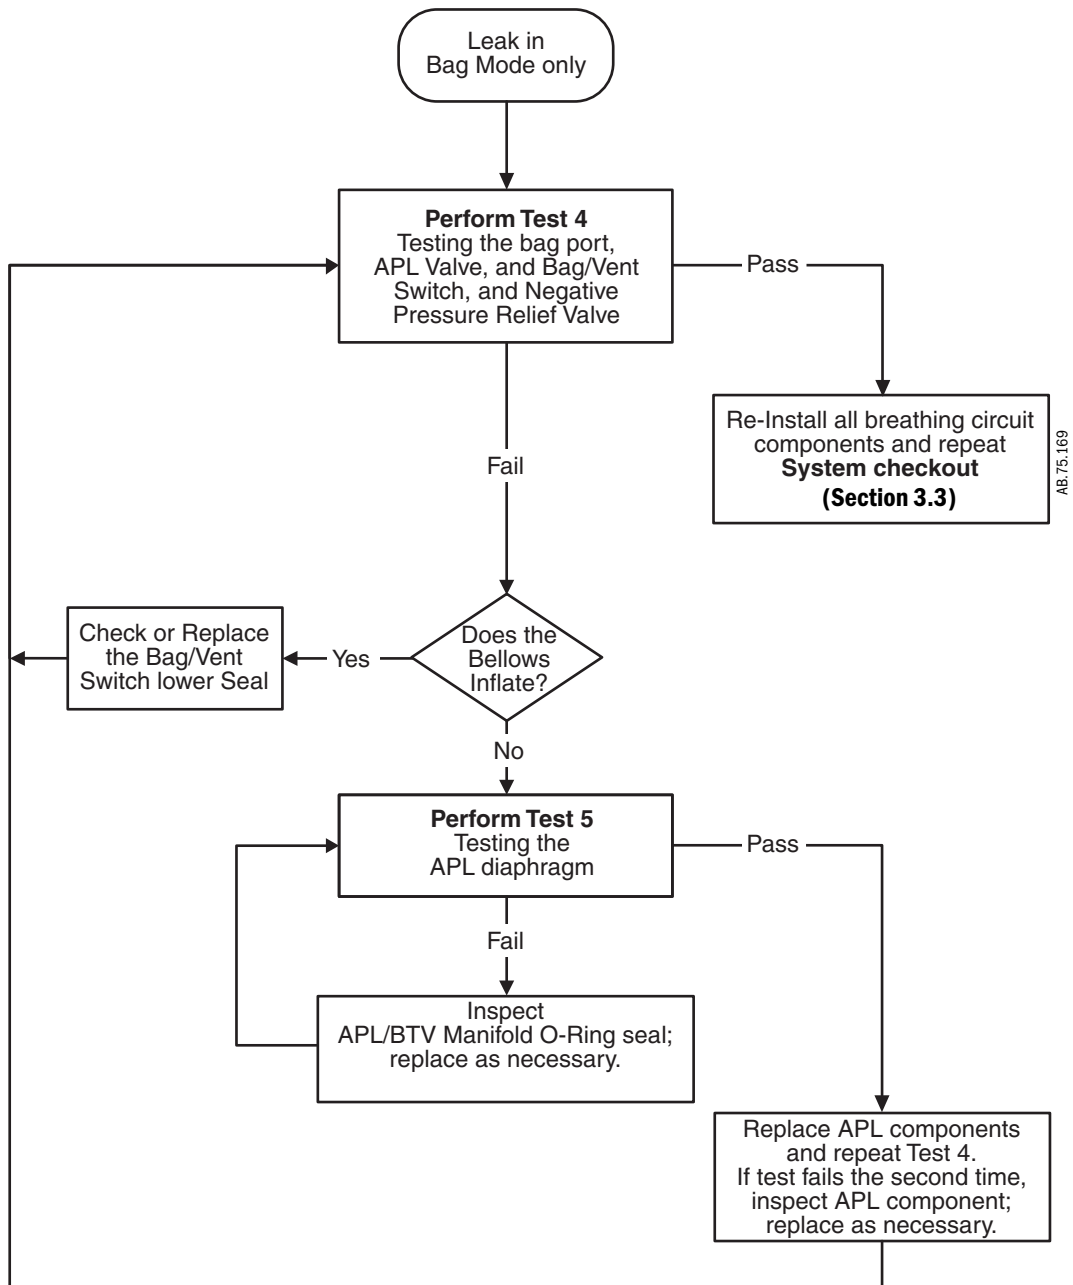 Leak in
Bag Mode only
Perform Test 4
Testing the bag port,
APL Valve, and Bag/Vent
Switch, and Negative
Pressure Relief Valve
Pass
Re-Install all breathing circuit
components and repeat
System checkout
(Section 3.3)
AB.75.169
Fail
Does the
Bellows
Inflate?
Yes
Check or Replace
the Bag/Vent
Switch lower Seal
No
Perform Test 5
Testing the
APL diaphragm
Pass
Fail
Inspect
APL/BTV Manifold O-Ring seal;
replace as necessary.
Replace APL components
and repeat Test 4.
If test fails the second time,
inspect APL component;
replace as necessary.